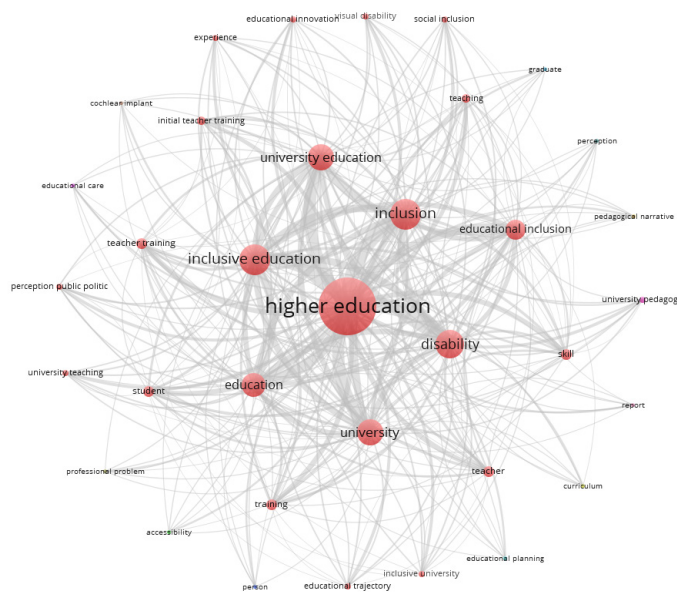 educational innovation
visual disability
social inclusion
experience
graduate
teaching
cochlear implant
initial teacher training
perception
university education
educational care
inclusion
pedagogical narrative
educational inclusion
teacher training
inclusive education
perception public politic
university pedagog
higher education
disability
skill
university teaching
education
student
report
university
professional problem
teacher
curriculum
training
accessibility
educational planning
inclusive university
person
educational trajectory